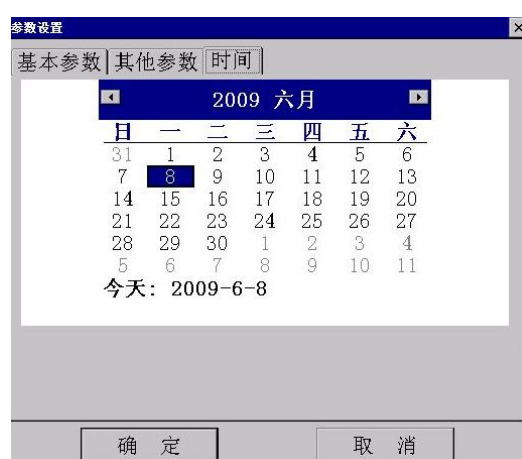 参数设置
基本参数 其他参数 时间
2009 六月
日 一 二 三 四 五 六
31 1 2 3 4 5 6
7 8 9 10 11 12 13
14 15 16 17 18 19 20
21 22 23 24 25 26 27
28 29 30 1 2 3 4
5 6 7 8 9 10 11
今天: 2009-6-8
确 定 取 消